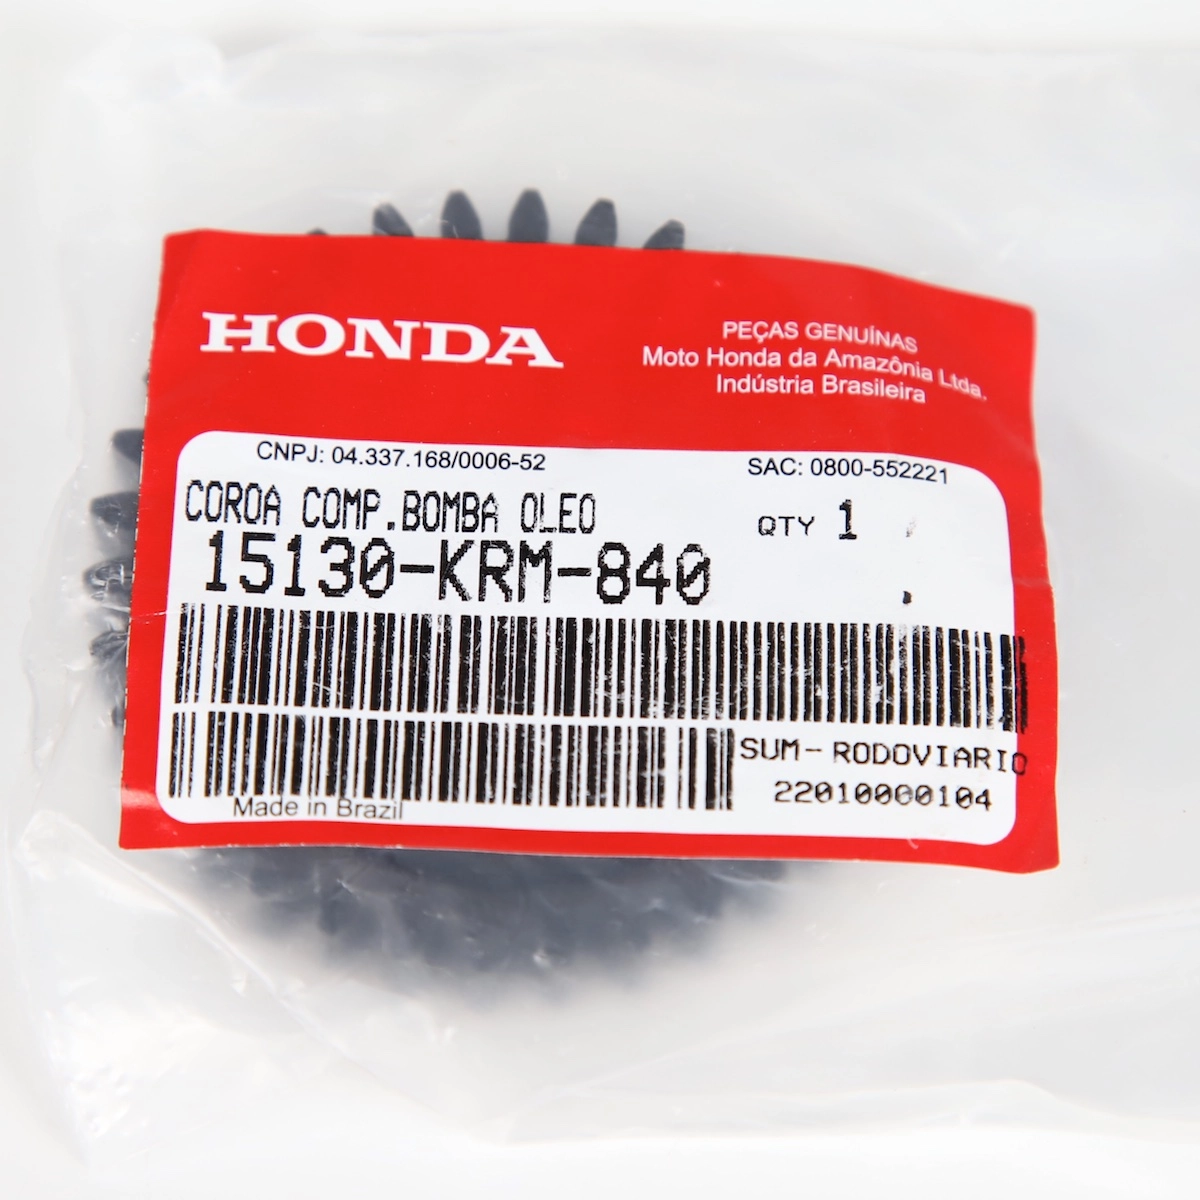 HONDA
PEÇAS GENUÍNAS
Moto Honda da Amazônia Ltda.
Indústria Brasileira
CNPJ: 04.337.168/0006-52
SAC: 0800-552221
COROA COMP.BOMBA OLEO
QTY 1
15130-KRM-840
SUM-RODOVIARIO
22010000104
Made in Brazil